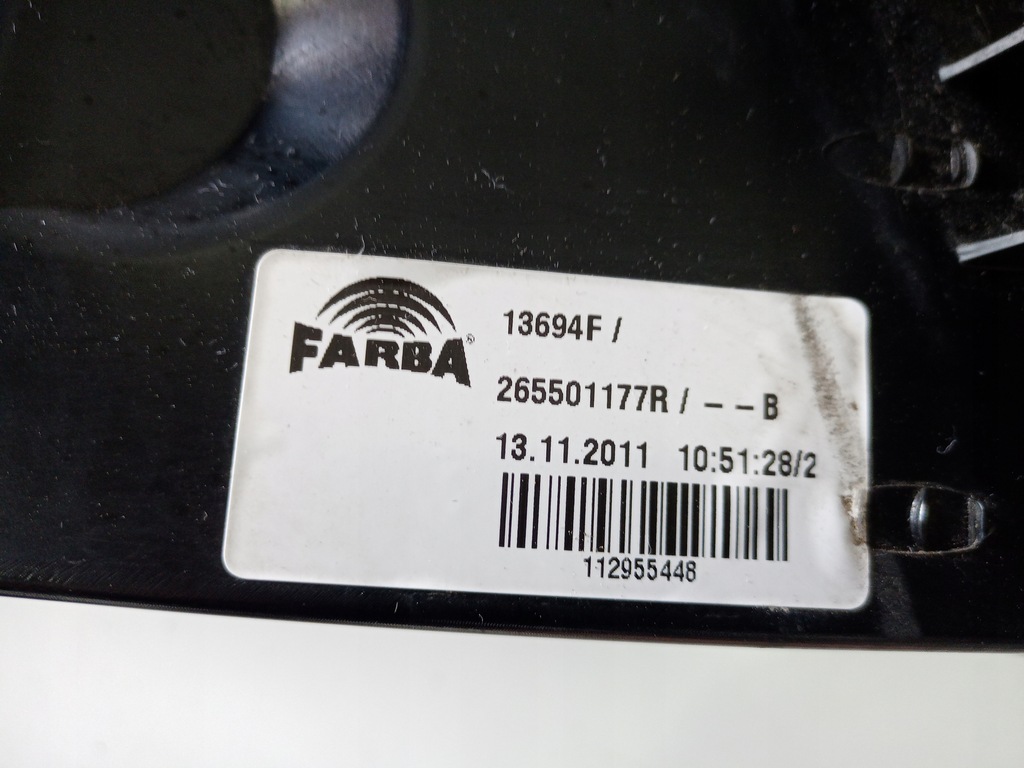 FARBA®
13694F /
265501177R / – – B
13.11.2011 10:51:28/2
112955448